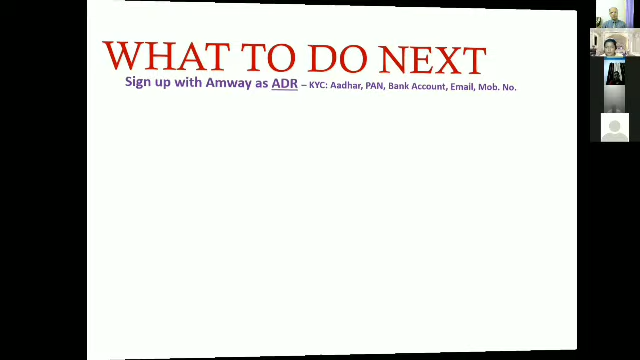 WHAT TO DO NEXT
Sign up with Amway as ADR – KYC: Aadhar, PAN, Bank Account, Email, Mob. No.